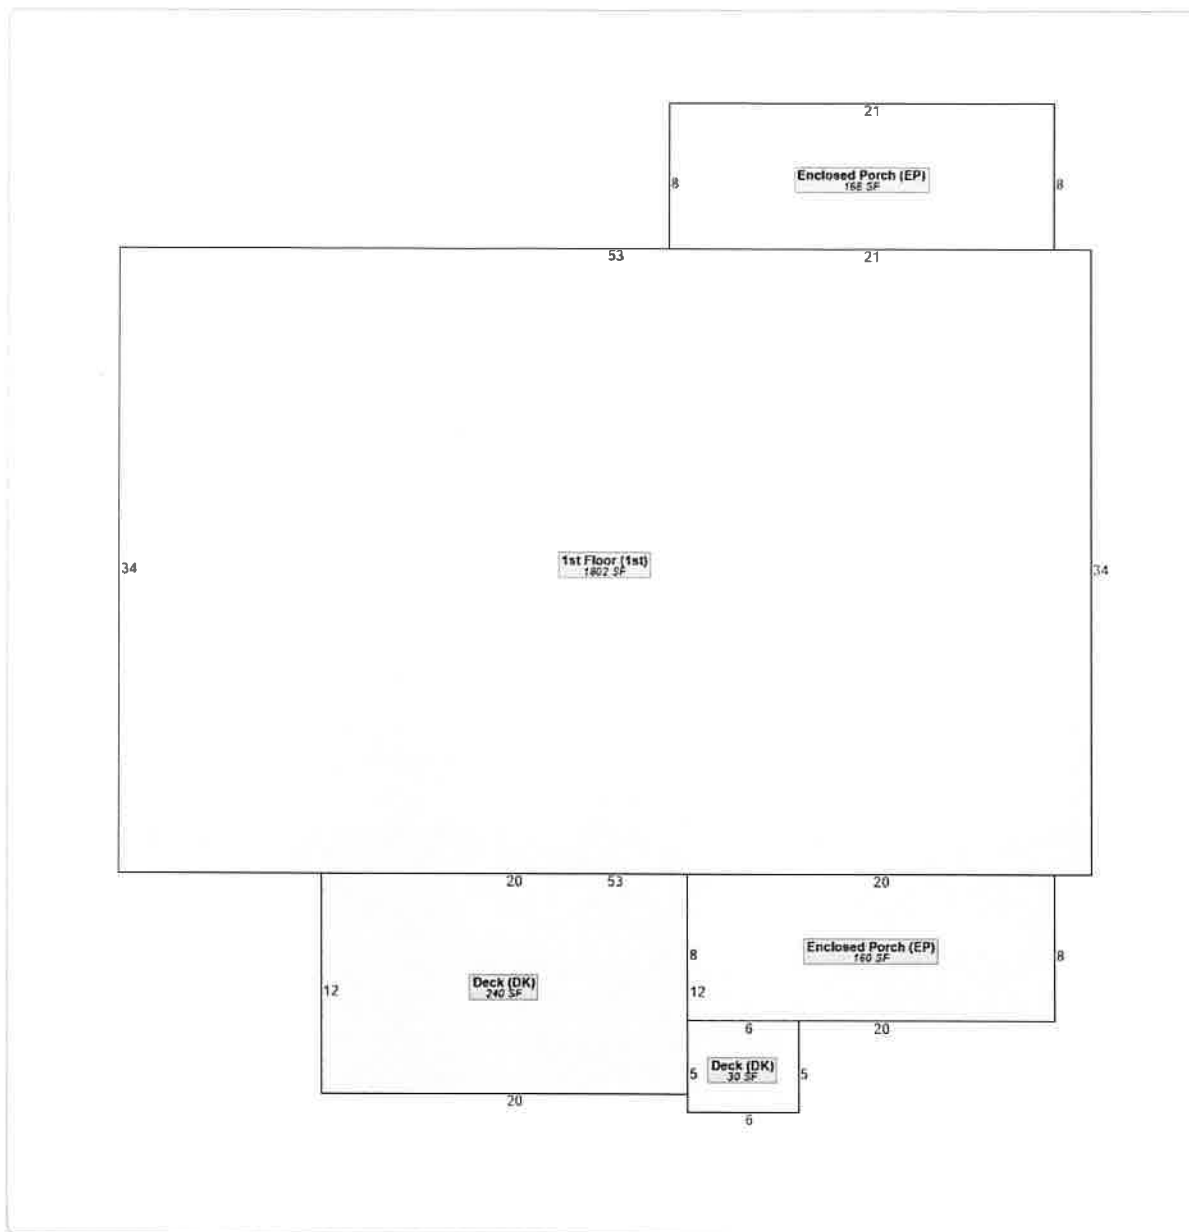 21
Enclosed Porch (EP)
168 SF
8
8
53
21
1st Floor (1st)
1802 SF
34
34
20
53
20
Enclosed Porch (EP)
160 SF
8
8
Deck (DK)
240 SF
12
12
6
20
Deck (DK)
30 SF
5
5
20
6